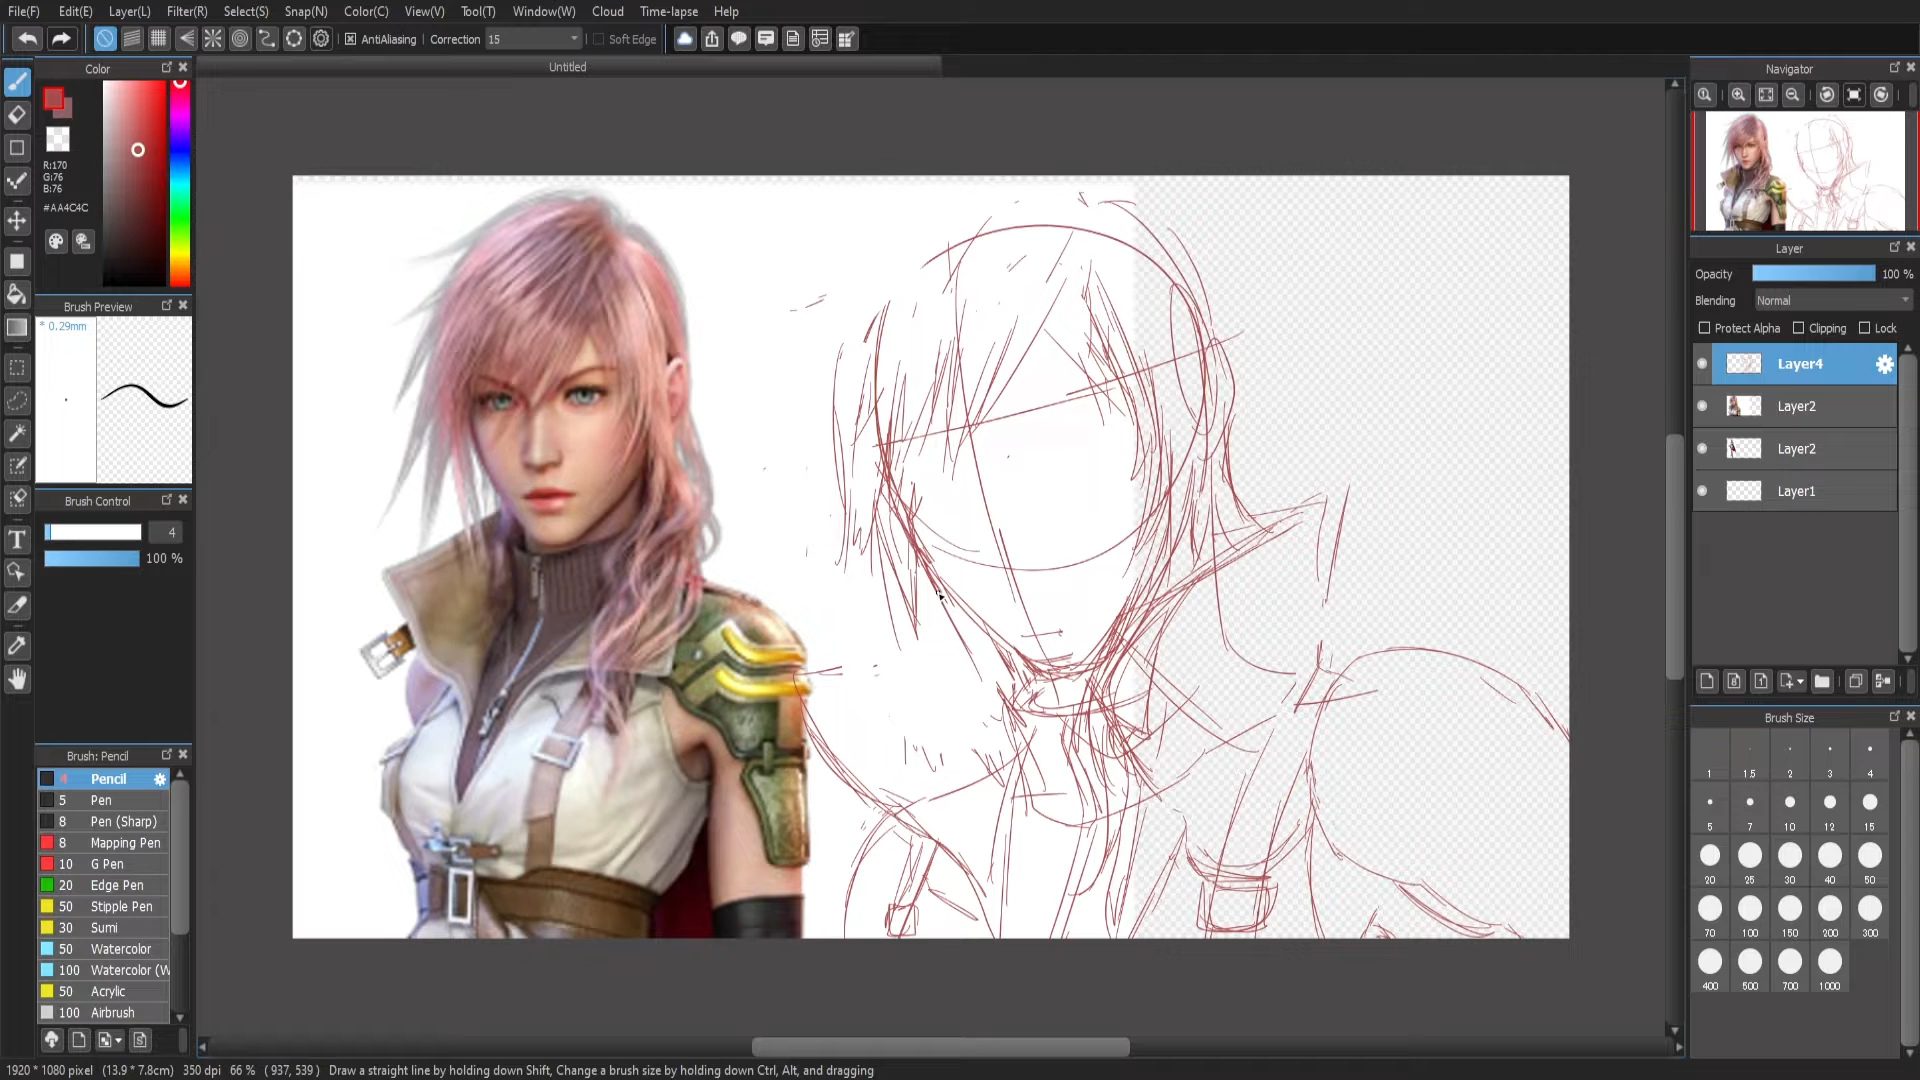 File(F) Edit(E) Layer(L) Filter(R) Select(S) Snap(N) Color(C) View(V) Tool(T) Window(W) Cloud Time-lapse Help
AntiAliasing Correction 15 Soft Edge
Color
Untitled
Navigator
R:170
G:76
B:76
#AA4C4C
Layer
Opacity 100 %
Blending Normal
Protect Alpha Clipping Lock
Layer4
Layer2
Layer2
Layer1
Brush Preview
* 0.29mm
Brush Control
4
100 %
Brush: Pencil
4 Pencil
5 Pen
8 Pen (Sharp)
8 Mapping Pen
10 G Pen
20 Edge Pen
50 Stipple Pen
30 Sumi
50 Watercolor
100 Watercolor (W
50 Acrylic
100 Airbrush
Brush Size
1 1.5 2 3 4
5 7 10 12 15
20 25 30 40 50
70 100 150 200 300
400 500 700 1000
1920 * 1080 pixel (13.9 * 7.8cm) 350 dpi 66 % ( 937, 539 ) Draw a straight line by holding down Shift, Change a brush size by holding down Ctrl, Alt, and dragging